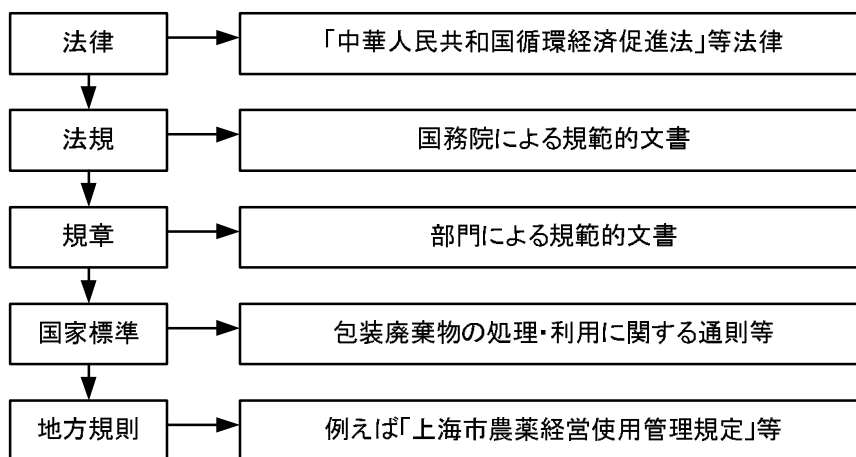 法律
「中華人民共和国循環経済促進法」等法律
法規
国務院による規範的文書
規章
部門による規範的文書
国家標準
包装廃棄物の処理・利用に関する通則等
地方規則
例えば「上海市農薬経営使用管理規定」等